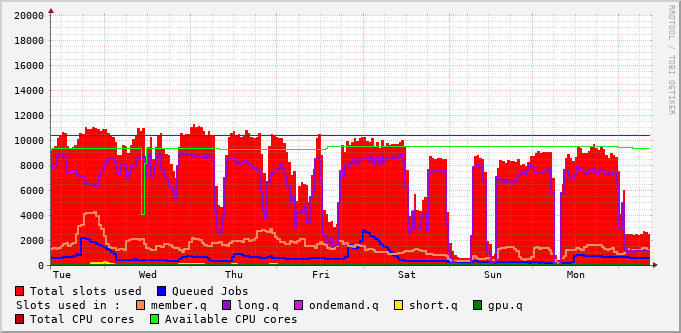 RRDTOOL / TOBI OETIKER
20000
18000
16000
14000
12000
10000
8000
6000
4000
2000
0
Tue Wed Thu Fri Sat Sun Mon
Total slots used Queued Jobs
Slots used in : member.q long.q ondemand.q short.q gpu.q
Total CPU cores Available CPU cores